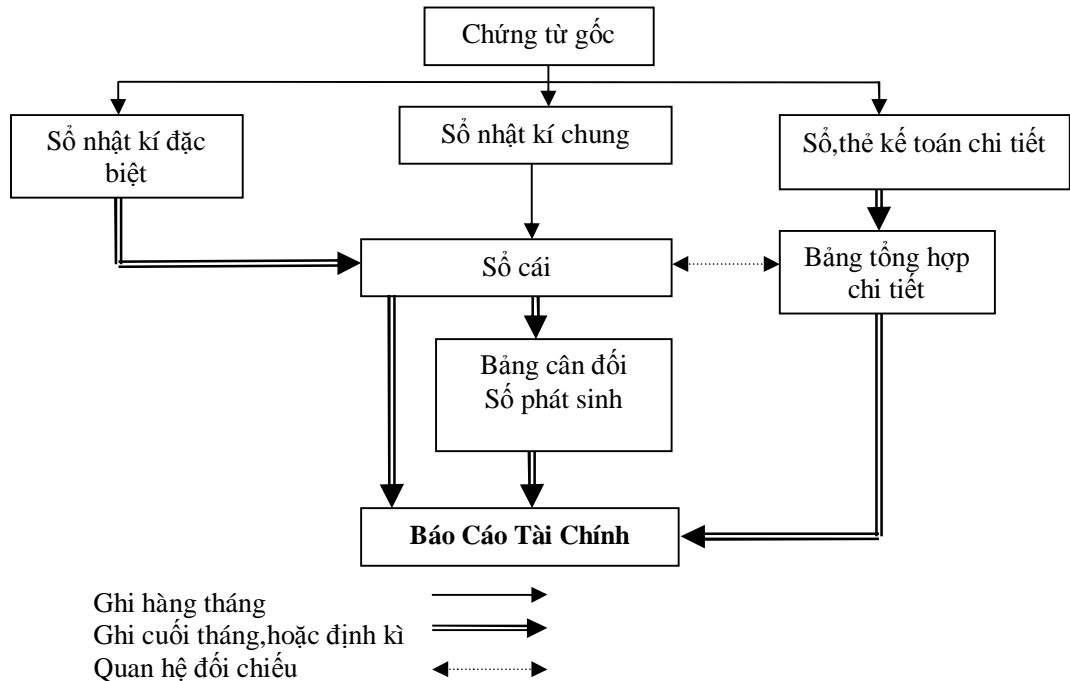 Chứng từ gốc
Sổ nhật kí đặc
biệt
Sổ nhật kí chung
Sổ,thẻ kế toán chi tiết
Sổ cái
Bảng tổng hợp
chi tiết
Bảng cân đối
Số phát sinh
Báo Cáo Tài Chính
Ghi hàng tháng
Ghi cuối tháng,hoặc định kì
Quan hệ đối chiếu